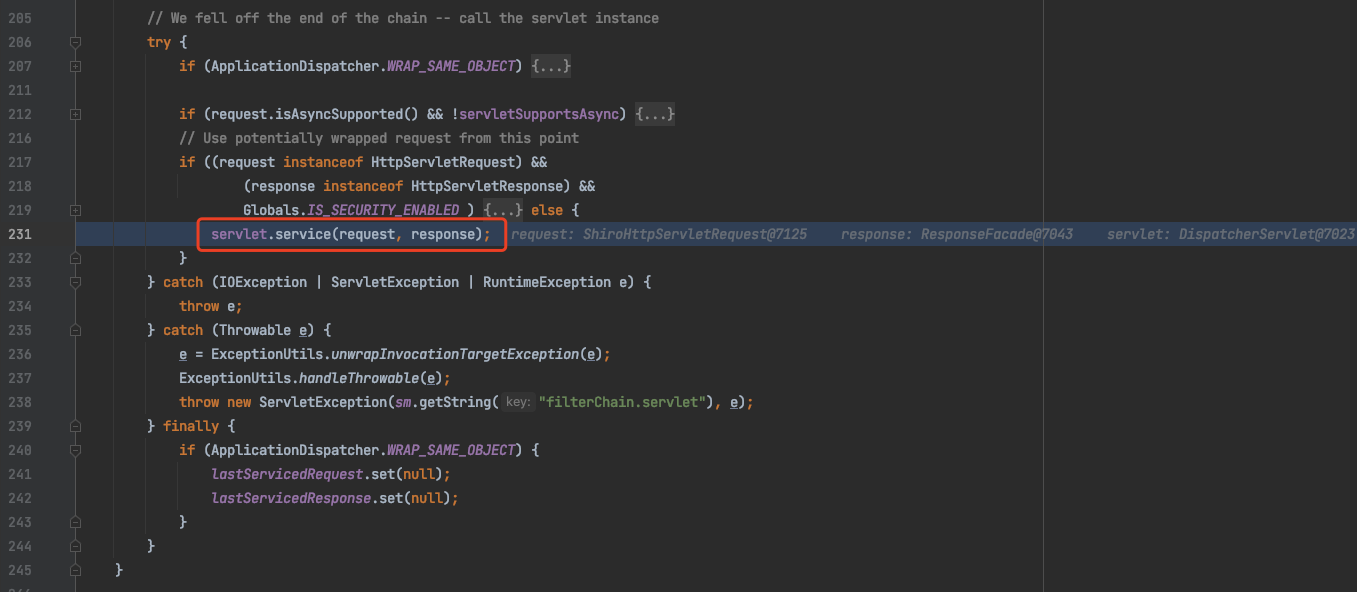 205 // We fell off the end of the chain -- call the servlet instance
206 try {
207 if (ApplicationDispatcher.WRAP_SAME_OBJECT) {...}
211
212 if (request.isAsyncSupported() && !servletSupportsAsync) {...}
216 // Use potentially wrapped request from this point
217 if ((request instanceof HttpServletRequest) &&
218 (response instanceof HttpServletResponse) &&
219 Globals.IS_SECURITY_ENABLED ) {...} else {
231 servlet.service(request, response); request: ShiroHttpServletRequest@7125 response: ResponseFacade@7043 servlet: DispatcherServlet@7023
232 }
233 } catch (IOException | ServletException | RuntimeException e) {
234 throw e;
235 } catch (Throwable e) {
236 e = ExceptionUtils.unwrapInvocationTargetException(e);
237 ExceptionUtils.handleThrowable(e);
238 throw new ServletException(sm.getString( key: "filterChain.servlet"), e);
239 } finally {
240 if (ApplicationDispatcher.WRAP_SAME_OBJECT) {
241 lastServicedRequest.set(null);
242 lastServicedResponse.set(null);
243 }
244 }
245 }